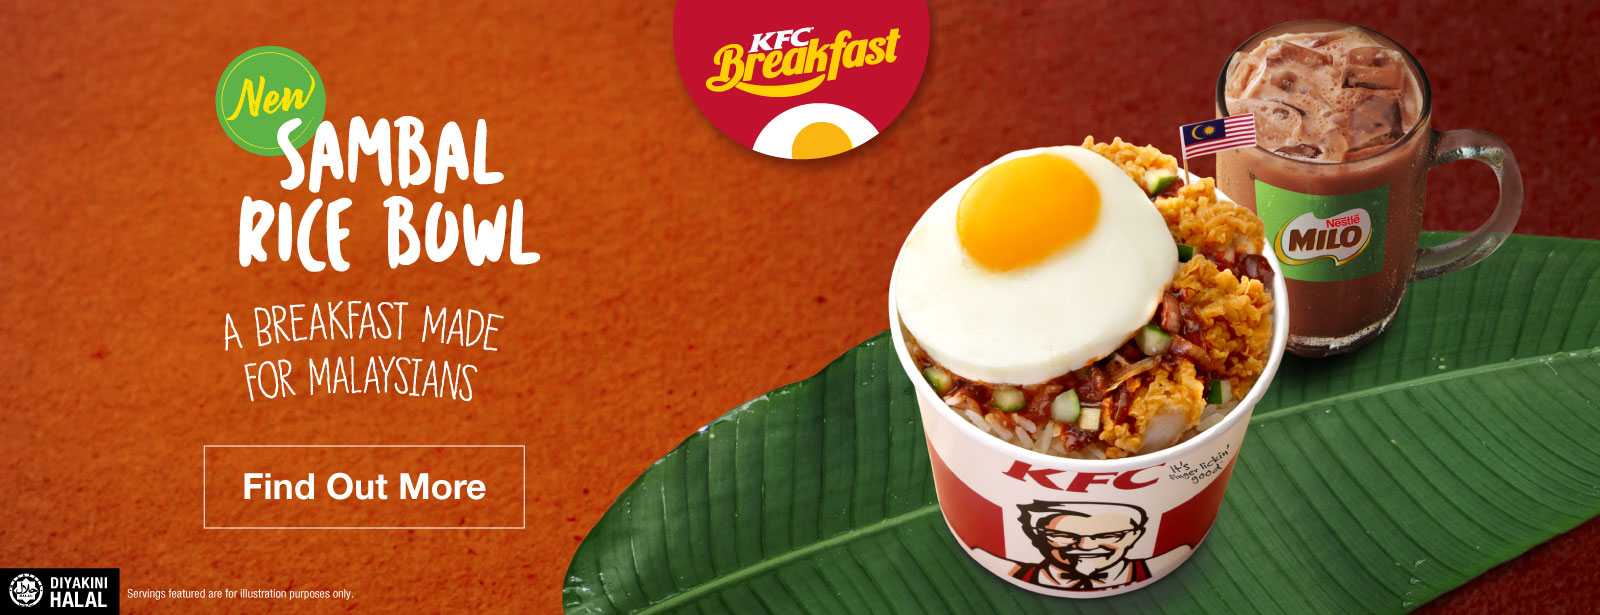 KFC
Breakfast
New
SAMBAL
RICE BOWL
A BREAKFAST MADE
FOR MALAYSIANS
Find Out More
Nestlé
MILO
KFC
it's
finger lickin'
good
DIYAKINI
HALAL
Servings featured are for illustration purposes only.